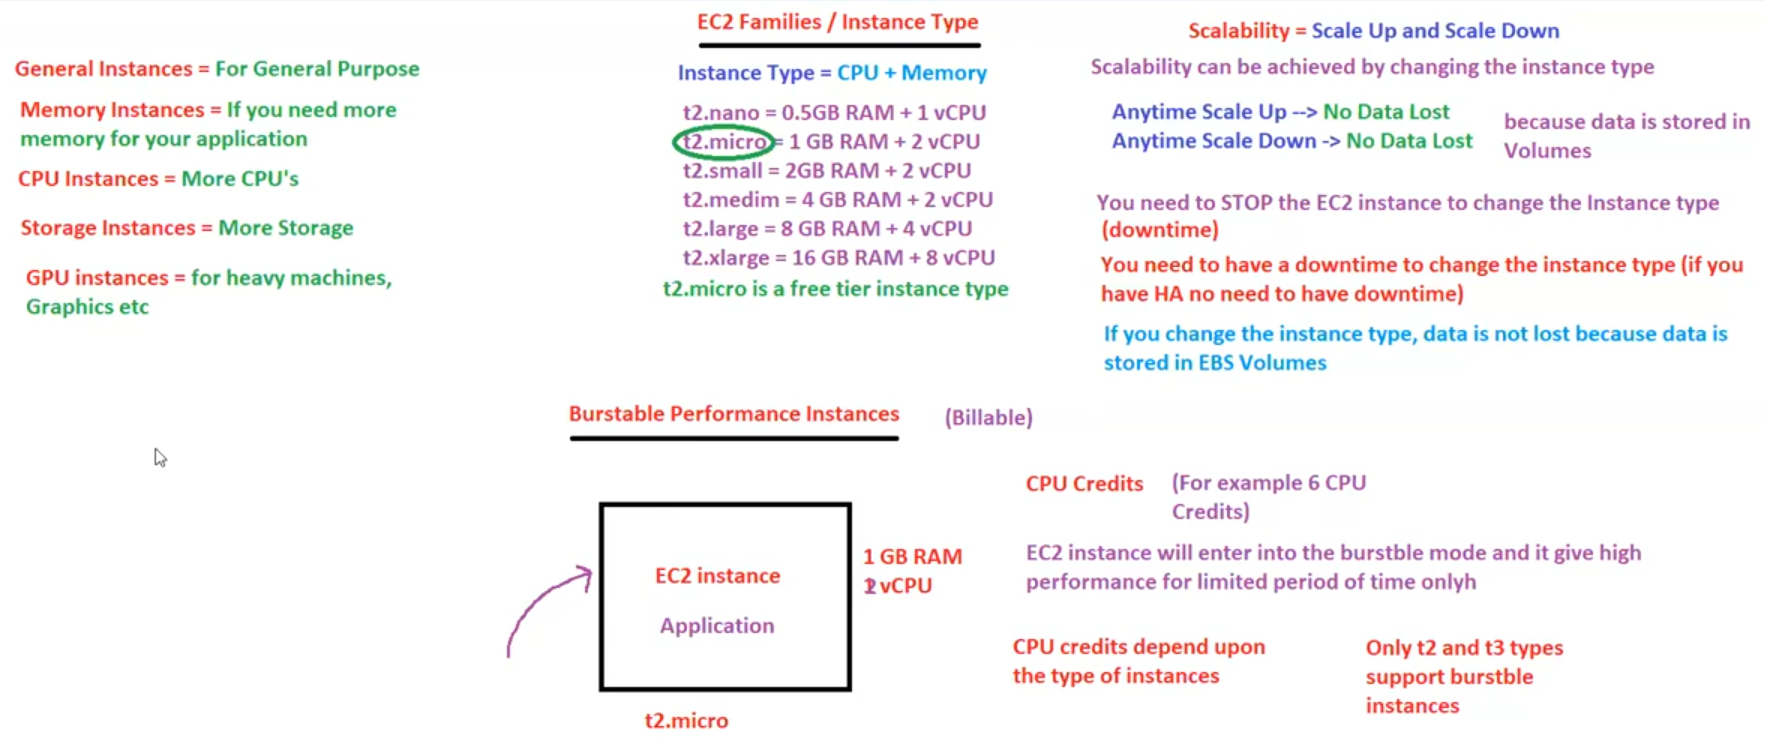 EC2 Families / Instance Type
Instance Type = CPU + Memory
t2.nano = 0.5GB RAM + 1 vCPU
t2.micro = 1 GB RAM + 2 vCPU
t2.small = 2GB RAM + 2 vCPU
t2.medim = 4 GB RAM + 2 vCPU
t2.large = 8 GB RAM + 4 vCPU
t2.xlarge = 16 GB RAM + 8 vCPU
t2.micro is a free tier instance type
General Instances = For General Purpose
Memory Instances = If you need more
memory for your application
CPU Instances = More CPU's
Storage Instances = More Storage
GPU instances = for heavy machines,
Graphics etc
Scalability = Scale Up and Scale Down
Scalability can be achieved by changing the instance type
Anytime Scale Up --> No Data Lost
Anytime Scale Down -> No Data Lost
because data is stored in
Volumes
You need to STOP the EC2 instance to change the Instance type
(downtime)
You need to have a downtime to change the instance type (if you
have HA no need to have downtime)
If you change the instance type, data is not lost because data is
stored in EBS Volumes
Burstable Performance Instances
(Billable)
EC2 instance
Application
1 GB RAM
vCPU
t2.micro
CPU Credits
(For example 6 CPU
Credits)
EC2 instance will enter into the burstble mode and it give high
performance for limited period of time onlyh
CPU credits depend upon
the type of instances
Only t2 and t3 types
support burstble
instances